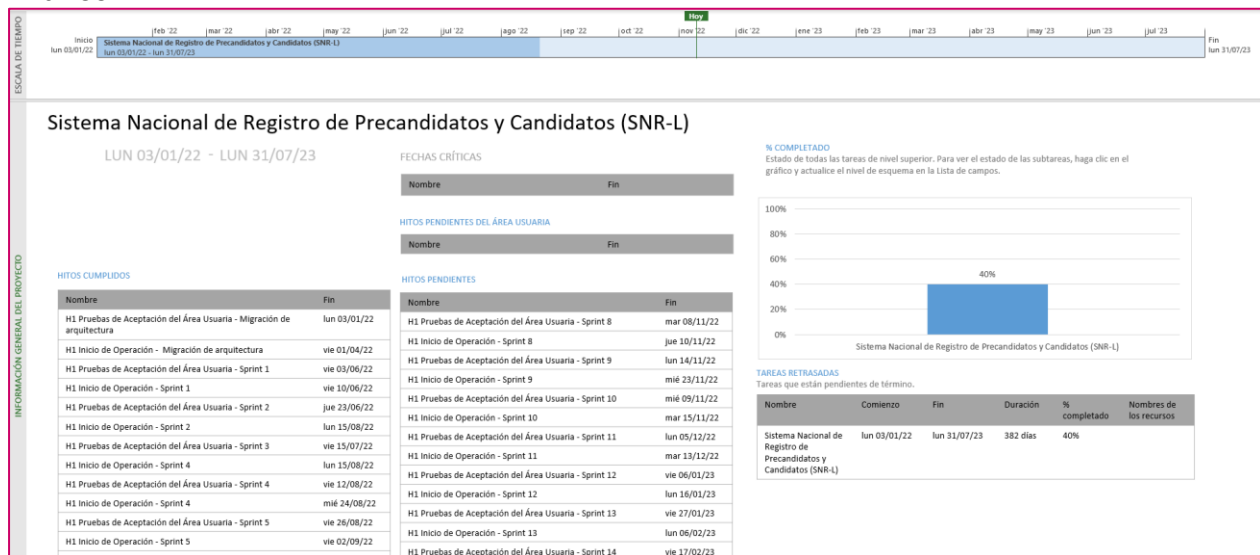 ESCALA DE TIEMPO
Hoy
feb '22 mar '22 abr '22 may '22 jun '22 jul '22 ago '22 sep '22 oct '22 nov '22 dic '22 ene '23 feb '23 mar '23 abr '23 may '23 jun '23 jul '23
Inicio
lun 03/01/22
Sistema Nacional de Registro de Precandidatos y Candidatos (SNR-L)
lun 03/01/22 - lun 31/07/23
Fin
lun 31/07/23
INFORMACIÓN GENERAL DEL PROYECTO
Sistema Nacional de Registro de Precandidatos y Candidatos (SNR-L)
LUN 03/01/22 - LUN 31/07/23
HITOS CUMPLIDOS
Nombre Fin
H1 Pruebas de Aceptación del Área Usuaria - Migración de lun 03/01/22
arquitectura
H1 Inicio de Operación - Migración de arquitectura vie 01/04/22
H1 Pruebas de Aceptación del Área Usuaria - Sprint 1 vie 03/06/22
H1 Inicio de Operación - Sprint 1 vie 10/06/22
H1 Pruebas de Aceptación del Área Usuaria - Sprint 2 jue 23/06/22
H1 Inicio de Operación - Sprint 2 lun 15/08/22
H1 Pruebas de Aceptación del Área Usuaria - Sprint 3 vie 15/07/22
H1 Inicio de Operación - Sprint 4 lun 15/08/22
H1 Pruebas de Aceptación del Área Usuaria - Sprint 4 vie 12/08/22
H1 Inicio de Operación - Sprint 4 mié 24/08/22
H1 Pruebas de Aceptación del Área Usuaria - Sprint 5 vie 26/08/22
H1 Inicio de Operación - Sprint 5 vie 02/09/22
FECHAS CRÍTICAS
Nombre Fin
HITOS PENDIENTES DEL ÁREA USUARIA
Nombre Fin
HITOS PENDIENTES
Nombre Fin
H1 Pruebas de Aceptación del Área Usuaria - Sprint 8 mar 08/11/22
H1 Inicio de Operación - Sprint 8 jue 10/11/22
H1 Pruebas de Aceptación del Área Usuaria - Sprint 9 lun 14/11/22
H1 Inicio de Operación - Sprint 9 mié 23/11/22
H1 Pruebas de Aceptación del Área Usuaria - Sprint 10 mié 09/11/22
H1 Inicio de Operación - Sprint 10 mar 15/11/22
H1 Pruebas de Aceptación del Área Usuaria - Sprint 11 lun 05/12/22
H1 Inicio de Operación - Sprint 11 mar 13/12/22
H1 Pruebas de Aceptación del Área Usuaria - Sprint 12 vie 06/01/23
H1 Inicio de Operación - Sprint 12 lun 16/01/23
H1 Pruebas de Aceptación del Área Usuaria - Sprint 13 vie 27/01/23
H1 Inicio de Operación - Sprint 13 lun 06/02/23
H1 Pruebas de Aceptación del Área Usuaria - Sprint 14 vie 17/02/23
% COMPLETADO
Estado de todas las tareas de nivel superior. Para ver el estado de las subtareas, haga clic en el
gráfico y actualice el nivel de esquema en la Lista de campos.
100%
80%
60%
40%
20%
0%
40%
Sistema Nacional de Registro de Precandidatos y Candidatos (SNR-L)
TAREAS RETRASADAS
Tareas que están pendientes de término.
Nombre Comienzo Fin Duración % Nombres de
completado los recursos
Sistema Nacional de lun 03/01/22 lun 31/07/23 382 días 40%
Registro de
Precandidatos y
Candidatos (SNR-L)